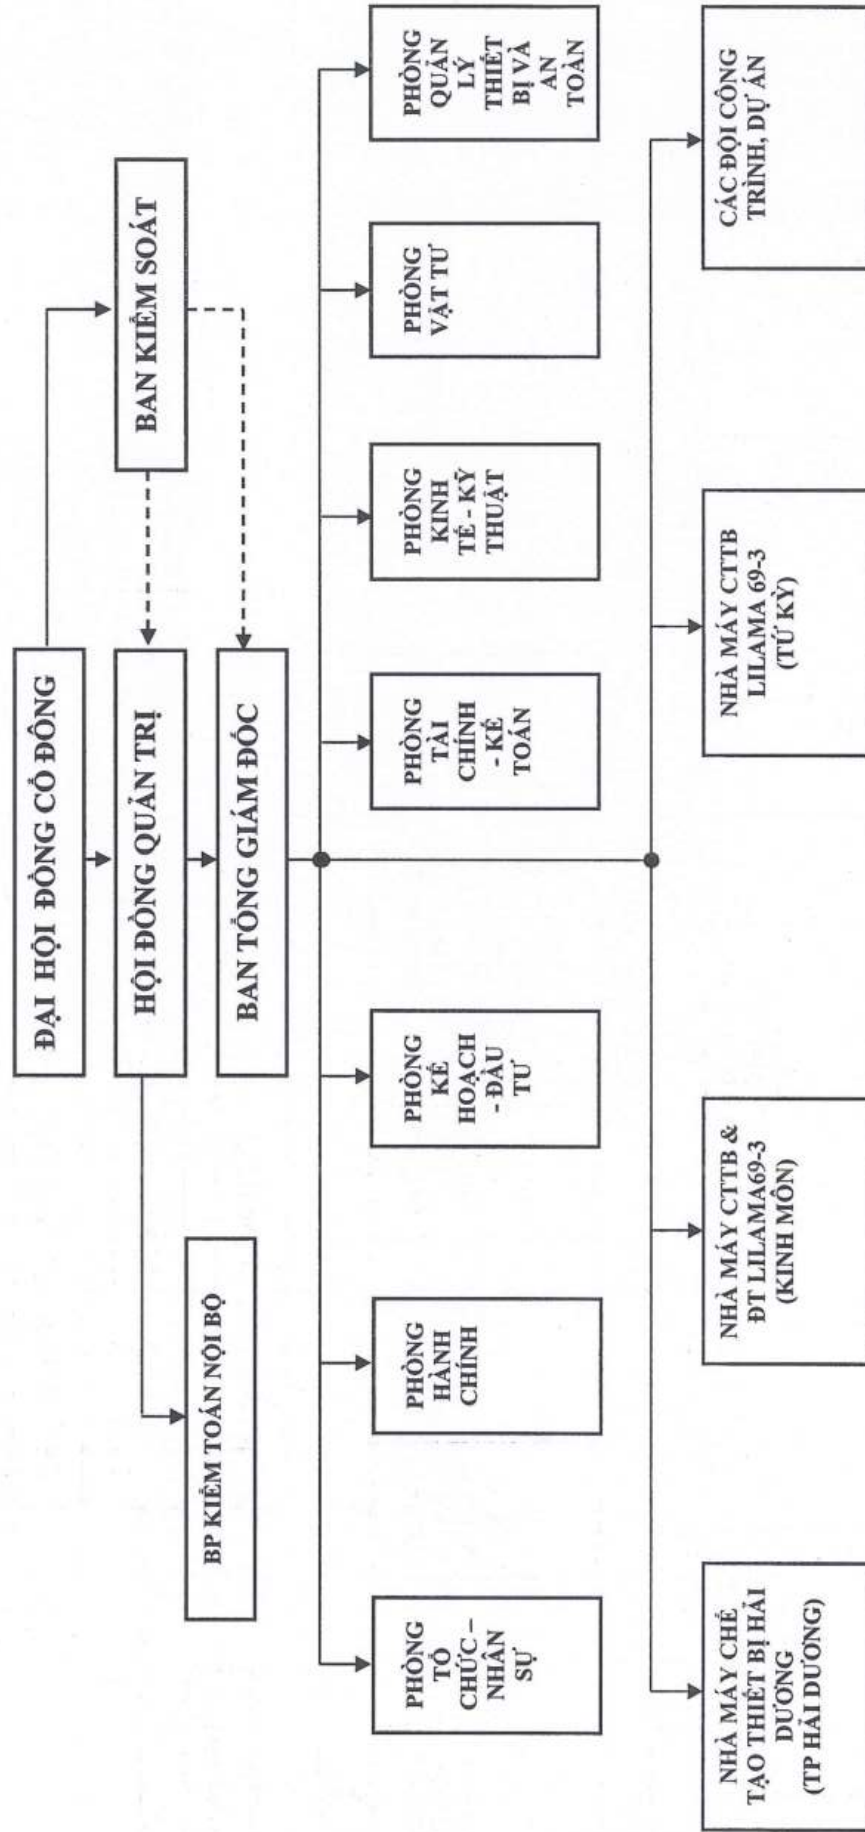 ĐẠI HỘI ĐỒNG CỔ ĐÔNG
BAN KIỂM SOÁT
HỘI ĐỒNG QUẢN TRỊ
BP KIỂM TOÁN NỘI BỘ
BAN TỔNG GIÁM ĐỐC
PHÒNG
TỔ
CHỨC –
NHÂN
SỰ
PHÒNG
HÀNH
CHÍNH
PHÒNG
KẾ
HOẠCH
- ĐẦU
TƯ
PHÒNG
TÀI
CHÍNH
- KẾ
TOÁN
PHÒNG
KINH
TẾ - KỸ
THUẬT
PHÒNG
VẬT TƯ
PHÒNG
QUẢN
LÝ
THIẾT
BỊ VÀ
AN
TOÀN
NHÀ MÁY CHẾ
TẠO THIẾT BỊ HẢI
DƯƠNG
(TP HẢI DƯƠNG)
NHÀ MÁY CTTB &
ĐT LILAMA69-3
(KINH MÔN)
NHÀ MÁY CTTB
LILAMA 69-3
(TỨ KỲ)
CÁC ĐỘI CÔNG
TRÌNH, DỰ ÁN